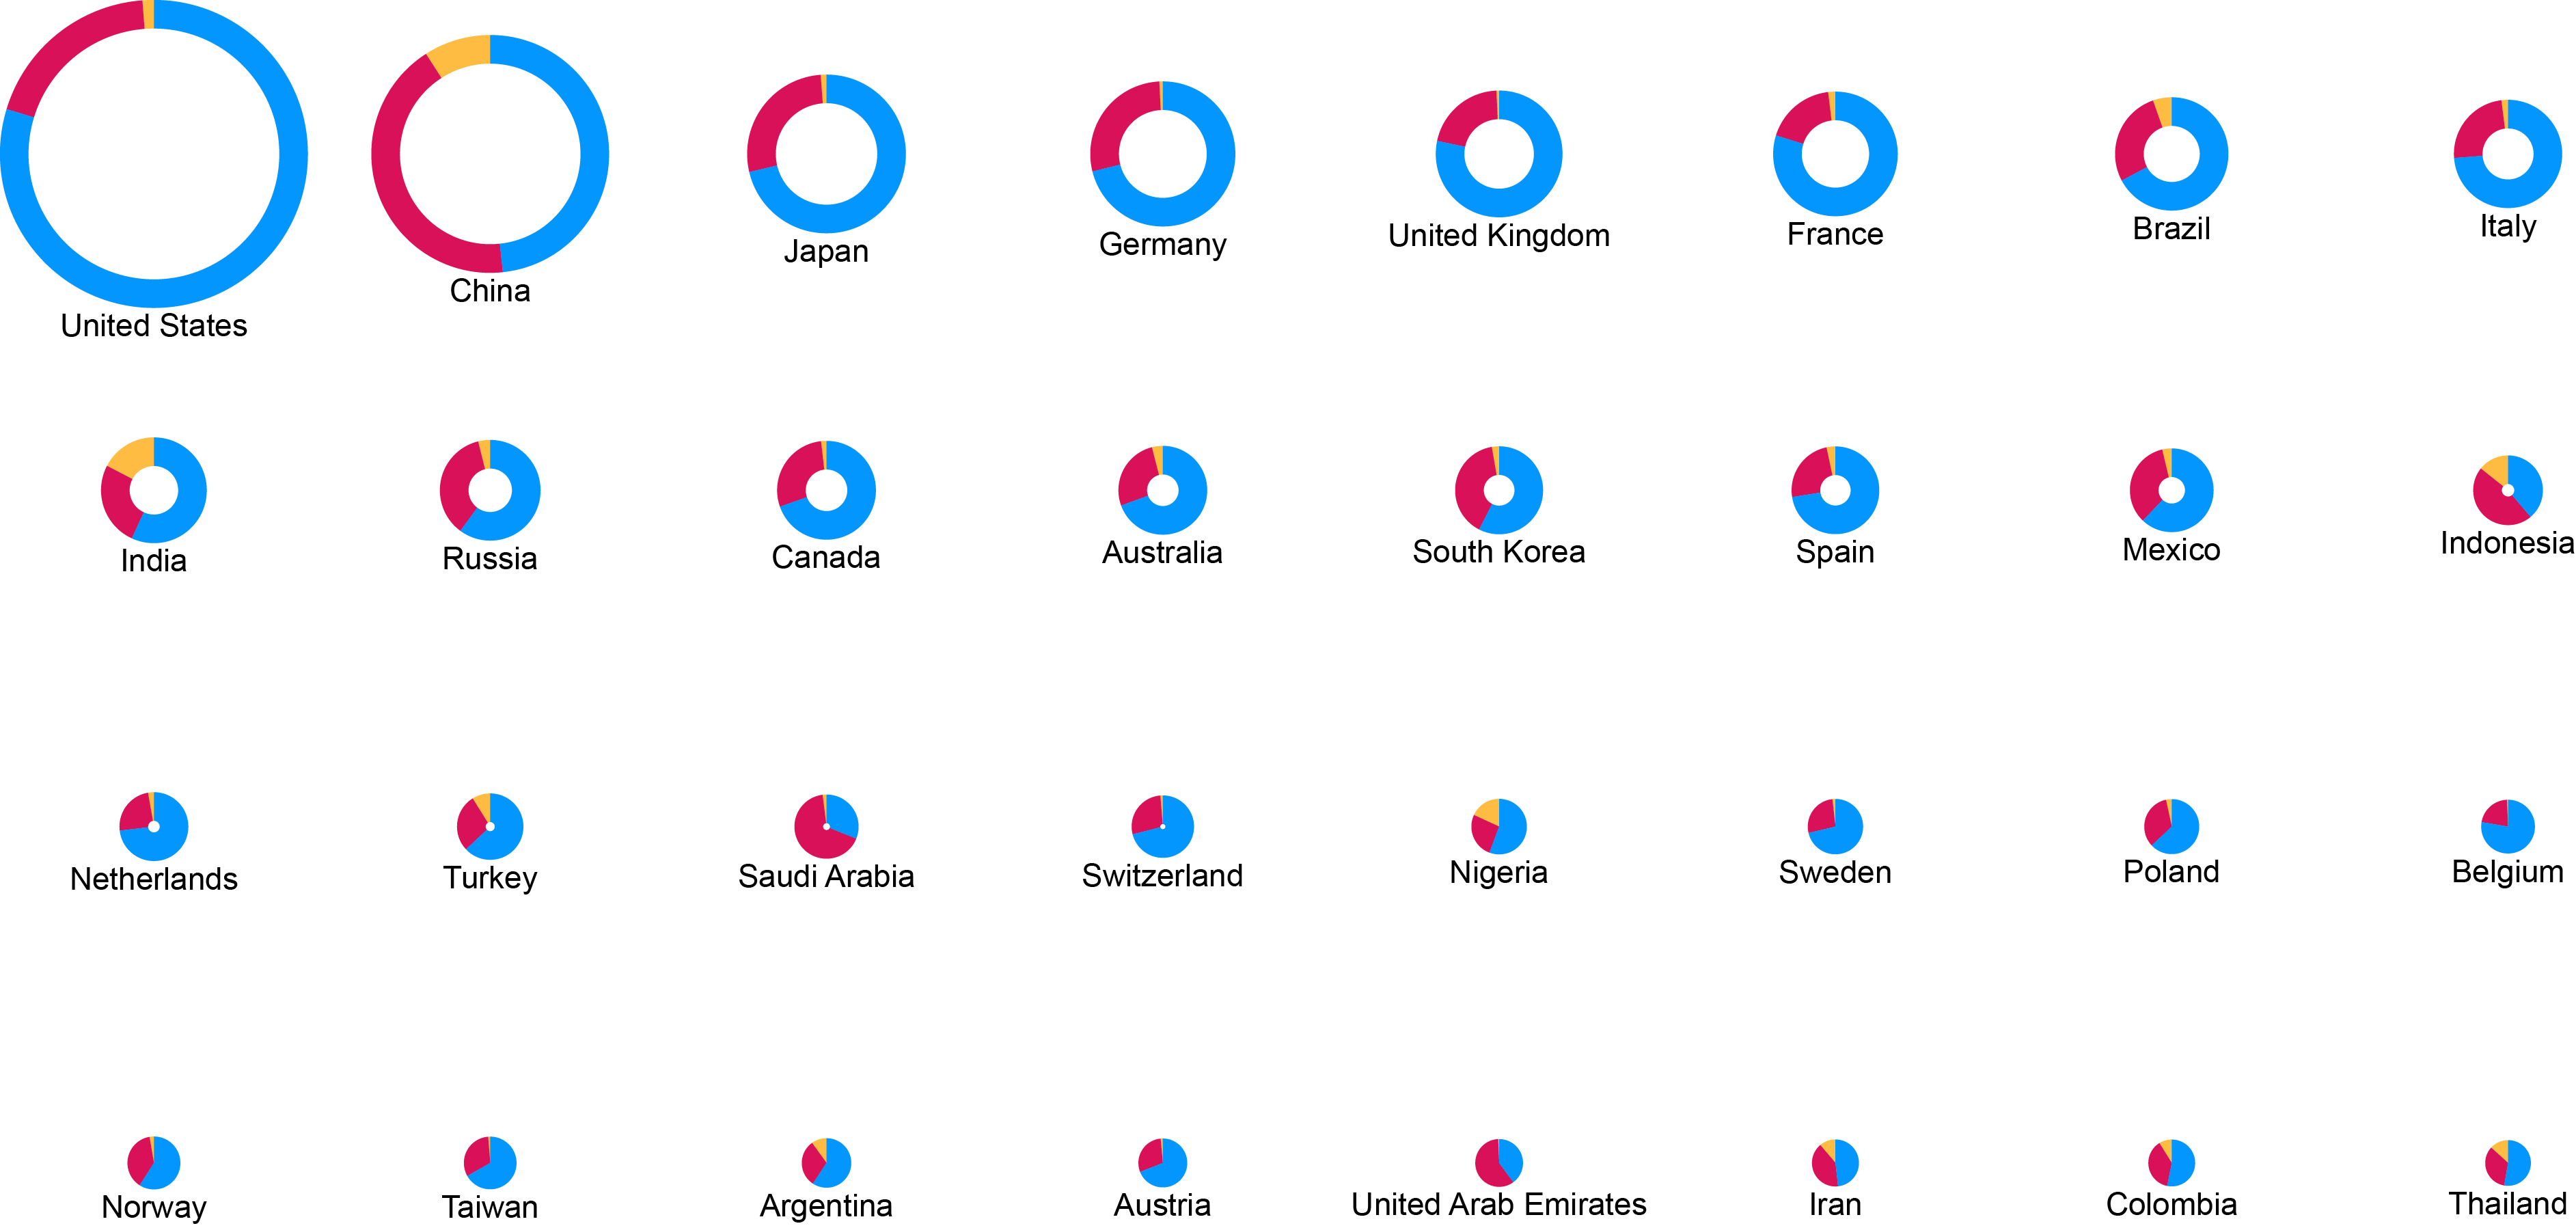 United States
China
Japan
Germany
United Kingdom
France
Brazil
Italy
India
Russia
Canada
Australia
South Korea
Spain
Mexico
Indonesia
Netherlands
Turkey
Saudi Arabia
Switzerland
Nigeria
Sweden
Poland
Belgium
Norway
Taiwan
Argentina
Austria
United Arab Emirates
Iran
Colombia
Thailand